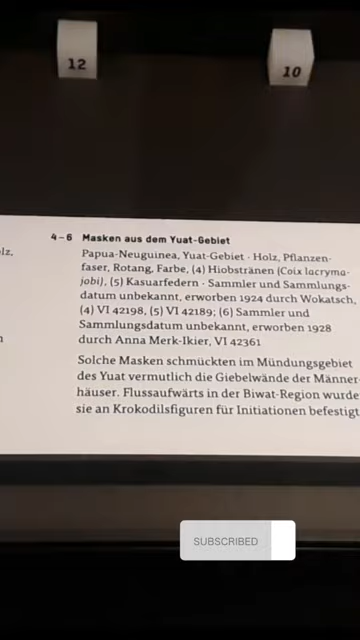 12
10
4–6 Masken aus dem Yuat-Gebiet
Papua-Neuguinea, Yuat-Gebiet · Holz, Pflanzen-
faser, Rotang, Farbe, (4) Hiobstränen (Coix lacryma-
jobi), (5) Kasuarfedern · Sammler und Sammlungs-
datum unbekannt, erworben 1924 durch Wokatsch,
(4) VI 42198, (5) VI 42189; (6) Sammler und
Sammlungsdatum unbekannt, erworben 1928
durch Anna Merk-Ikier, VI 42361
Solche Masken schmückten im Mündungsgebiet
des Yuat vermutlich die Giebelwände der Männer-
häuser. Flussaufwärts in der Biwat-Region wurde
sie an Krokodilsfiguren für Initiationen befestigt
SUBSCRIBED